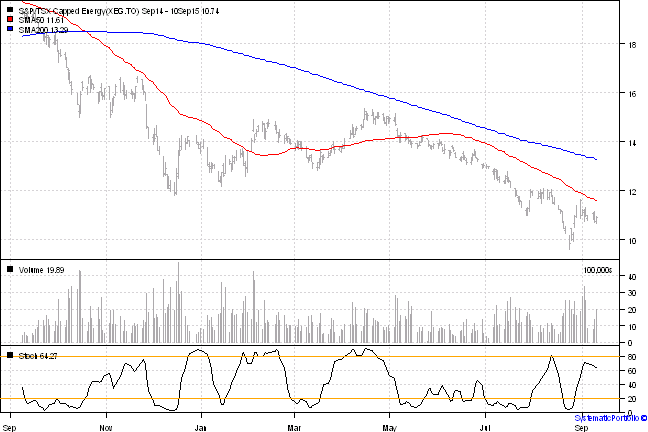 S&P/TSX Capped Energy(XEG.TO) Sep14 - 10Sep15 10.74
SMA50 11.61
SMA200 13.29
18
16
14
12
10
Volume 19.89
100,000s
40
30
20
10
0
Stoch 64.27
80
60
40
20
0
Sep Nov Jan Mar May Jul Sep
SystematicPortfolio ©